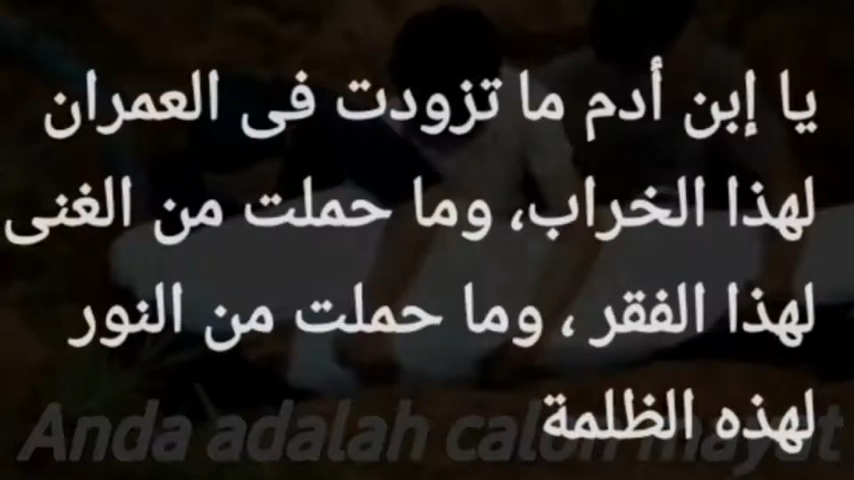 يا إبن أدم ما تزودت فى العمران
لهذا الخراب، وما حملت من الغنى
لهذا الفقر ، وما حملت من النور
لهذه الظلمة
Anda adalah calon mayat